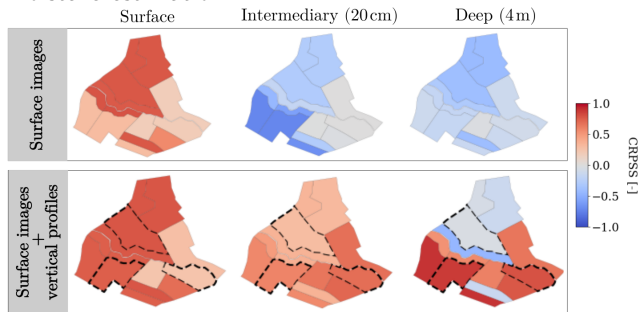 Surface
Intermediary (20 cm)
Deep (4 m)
Surface images
Surface images
+
vertical profiles
1.0
0.5
0.0
−0.5
−1.0
CRPSS [-]